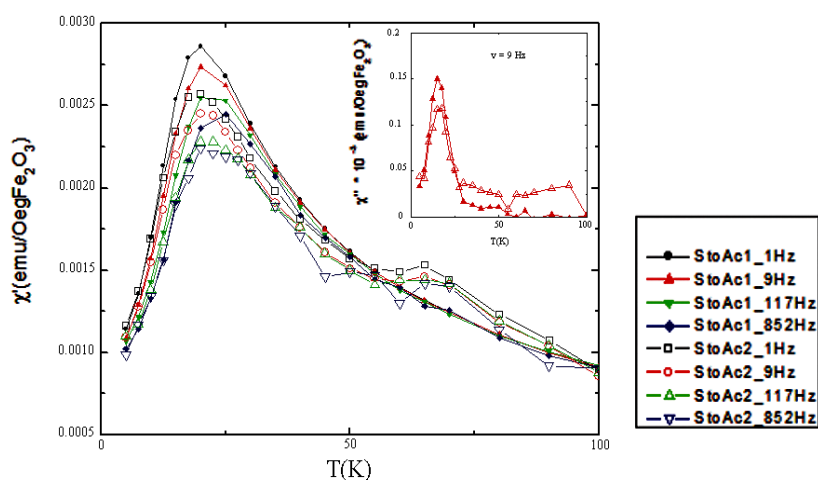 0.0030
0.0025
0.0020
0.0015
0.0010
0.0005
χ'(emu/OegFe₂O₃)
0
50
100
T(K)
0.2
0.15
0.1
0.05
0
χ'' * 10⁻³ (emu/OegFe₂O₃)
ν = 9 Hz
0
20
40
60
80
100
T(K)
StoAc1_1Hz
StoAc1_9Hz
StoAc1_117Hz
StoAc1_852Hz
StoAc2_1Hz
StoAc2_9Hz
StoAc2_117Hz
StoAc2_852Hz